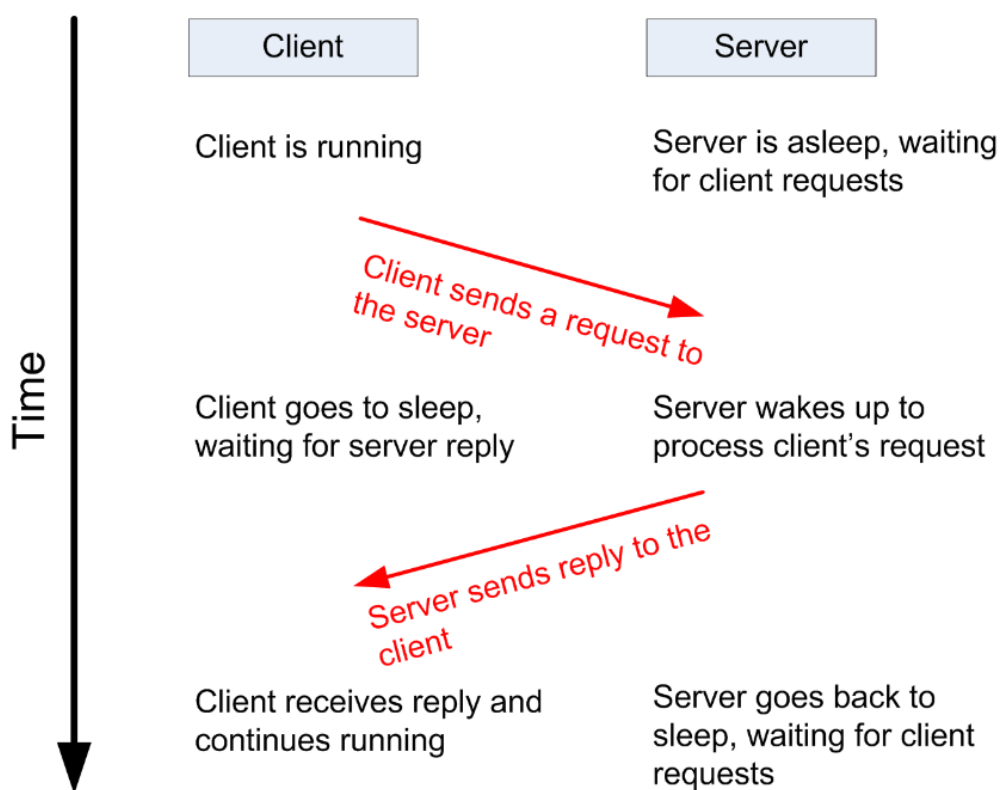 Client
Server
Client is running
Server is asleep, waiting
for client requests
Client sends a request to
the server
Time
Client goes to sleep,
waiting for server reply
Server wakes up to
process client’s request
Server sends reply to the
client
Client receives reply and
continues running
Server goes back to
sleep, waiting for client
requests